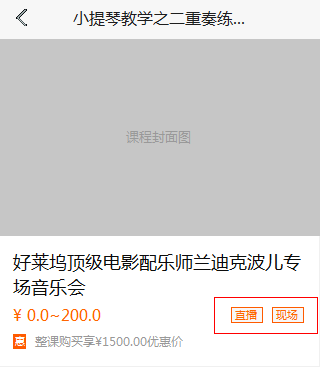 小提琴教学之二重奏练...
课程封面图
好莱坞顶级电影配乐师兰迪克波儿专
场音乐会
¥ 0.0~200.0 直播 现场
惠 整课购买享¥1500.00优惠价